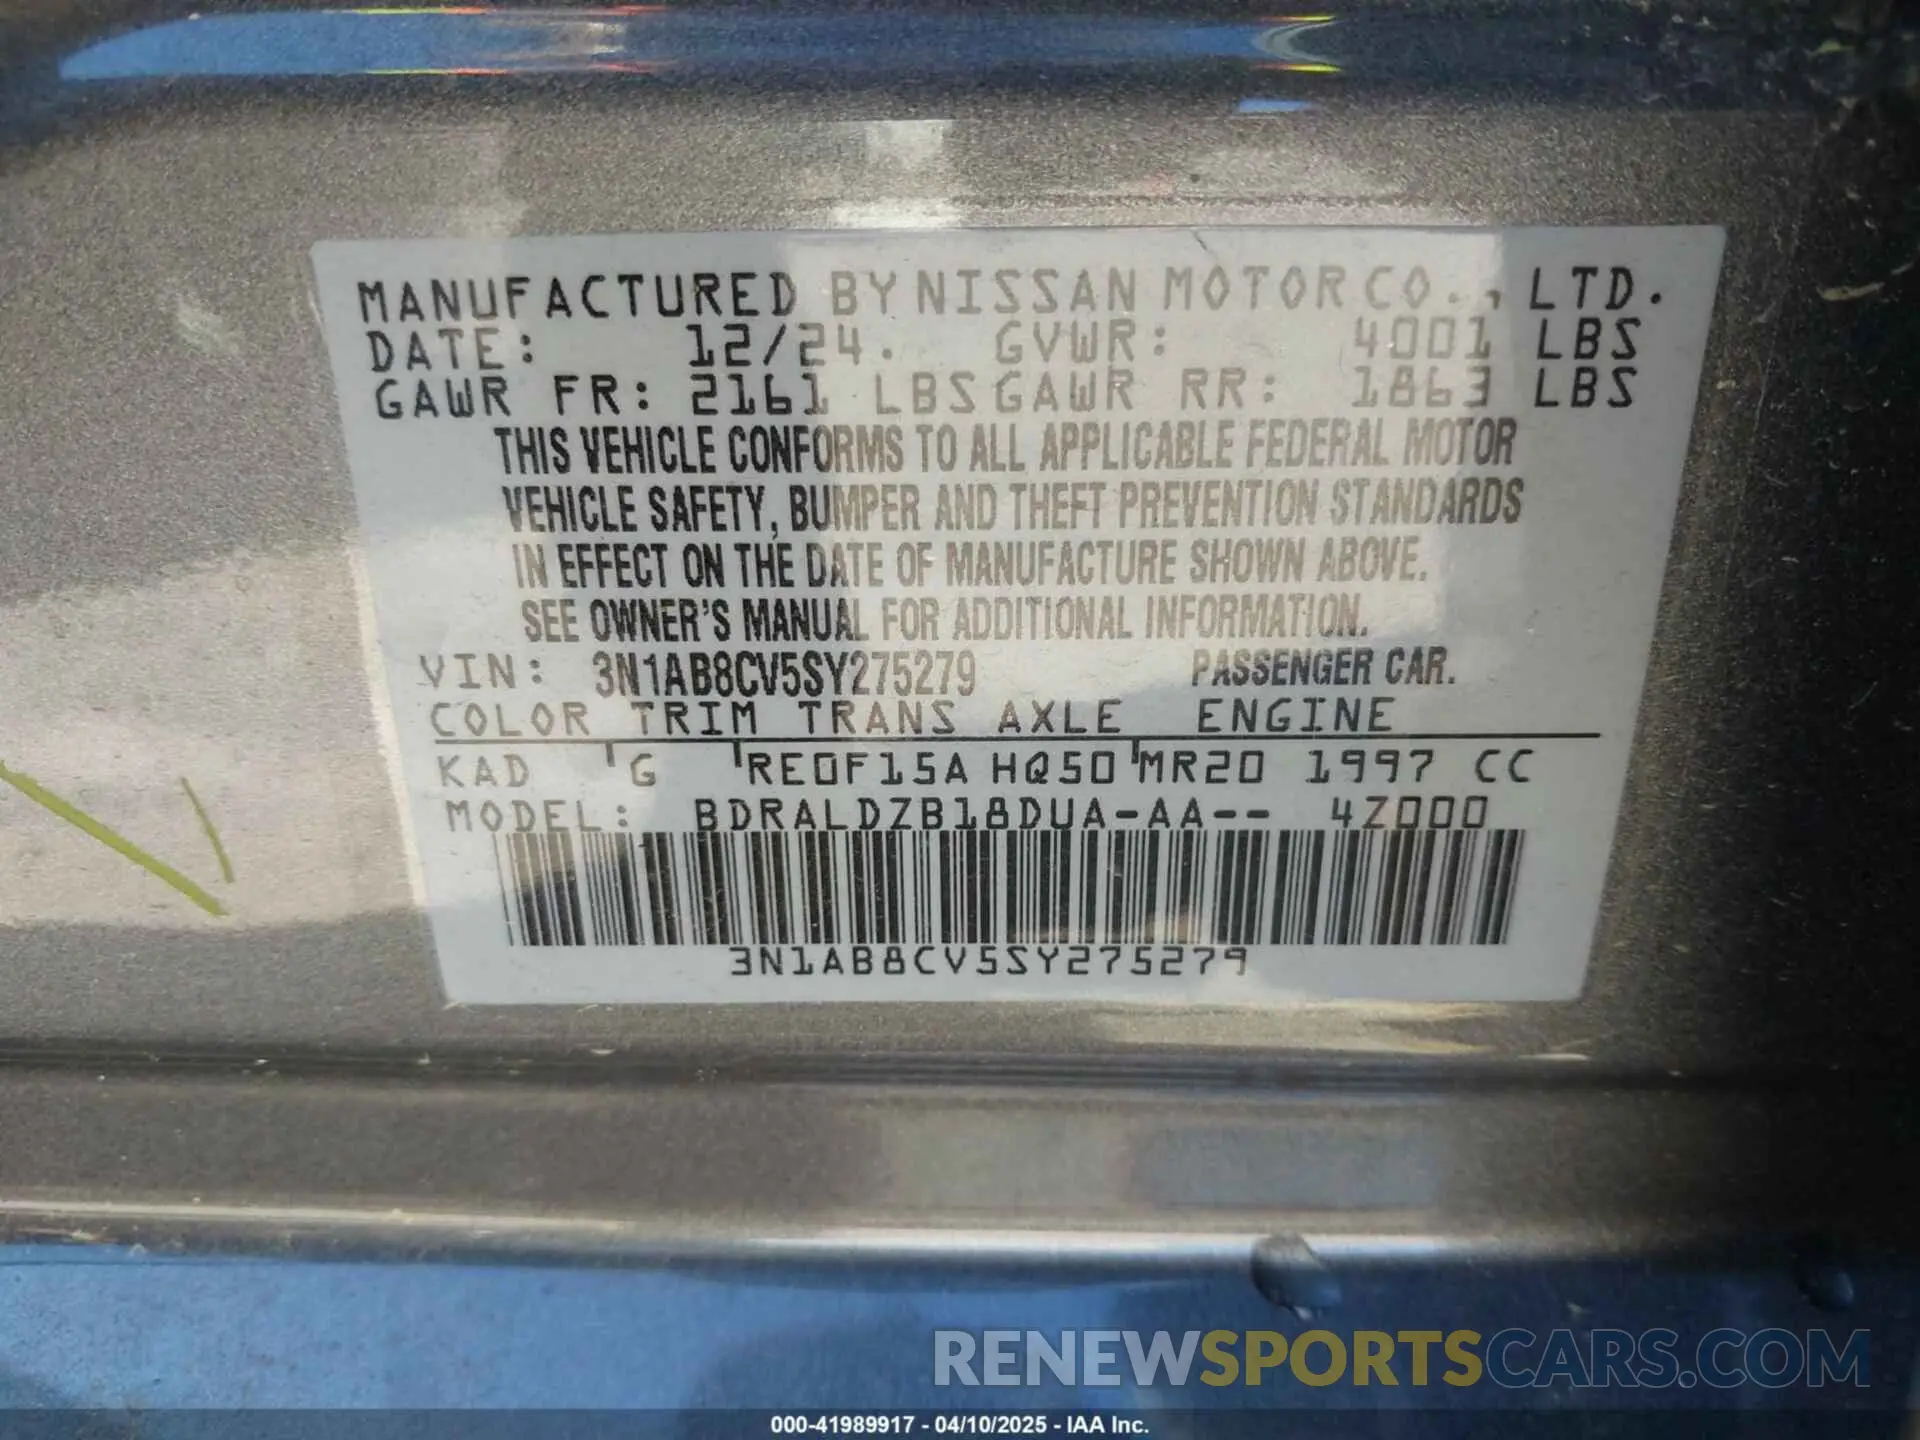 MANUFACTURED BY NISSAN MOTOR CO., LTD.
DATE: 12/24. GVWR: 4001 LBS
GAWR FR: 2161 LBS GAWR RR: 1863 LBS
THIS VEHICLE CONFORMS TO ALL APPLICABLE FEDERAL MOTOR
VEHICLE SAFETY, BUMPER AND THEFT PREVENTION STANDARDS
IN EFFECT ON THE DATE OF MANUFACTURE SHOWN ABOVE.
SEE OWNER'S MANUAL FOR ADDITIONAL INFORMATION.
VIN: 3N1AB8CV5SY275279 PASSENGER CAR.
COLOR TRIM TRANS AXLE ENGINE
KAD G RE0F15A HQ50 MR20 1997 CC
MODEL: BDRALDZB18DUA-AA-- 4Z000
3N1AB8CV5SY275279
RENEWSPORTSCARS.COM
000-41989917 - 04/10/2025 - IAA Inc.